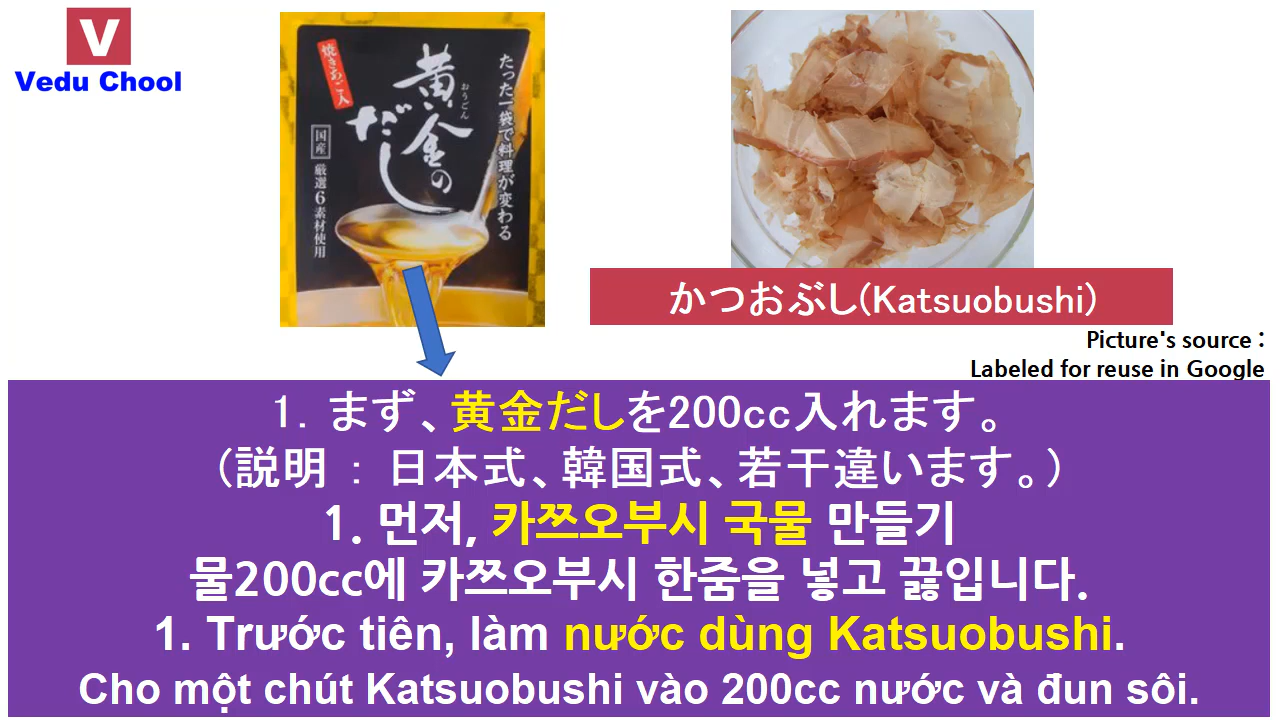 V
Vedu Chool
焼きあご入
黄金のだし
おうごん
たった一袋で料理が変わる
国産
厳選6素材使用
かつおぶし(Katsuobushi)
Picture's source :
Labeled for reuse in Google
1. まず、黄金だしを200cc入れます。
(説明 : 日本式、韓国式、若干違います。)
1. 먼저, 카쯔오부시 국물 만들기
물200cc에 카쯔오부시 한줌을 넣고 끓입니다.
1. Trước tiên, làm nước dùng Katsuobushi.
Cho một chút Katsuobushi vào 200cc nước và đun sôi.